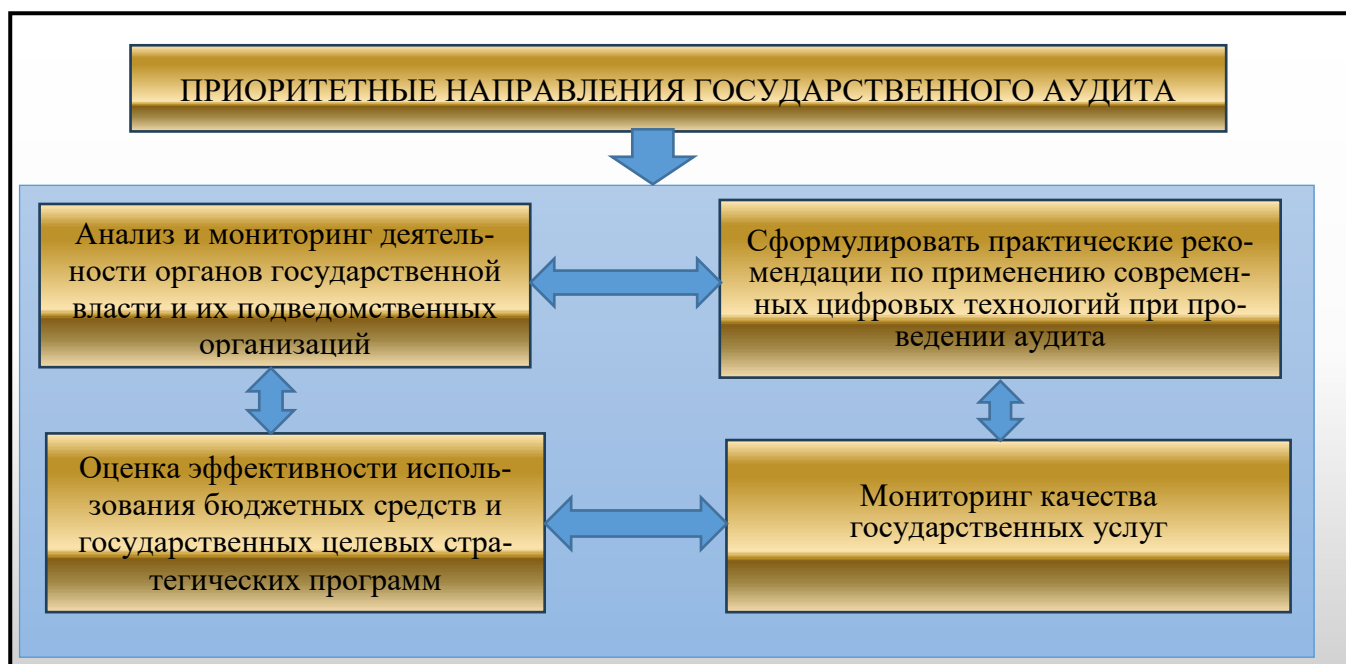 ПРИОРИТЕТНЫЕ НАПРАВЛЕНИЯ ГОСУДАРСТВЕННОГО АУДИТА
Анализ и мониторинг деятель-
ности органов государственной
власти и их подведомственных
организаций
Сформулировать практические реко-
мендации по применению современ-
ных цифровых технологий при про-
ведении аудита
Оценка эффективности исполь-
зования бюджетных средств и
государственных целевых стра-
тегических программ
Мониторинг качества
государственных услуг